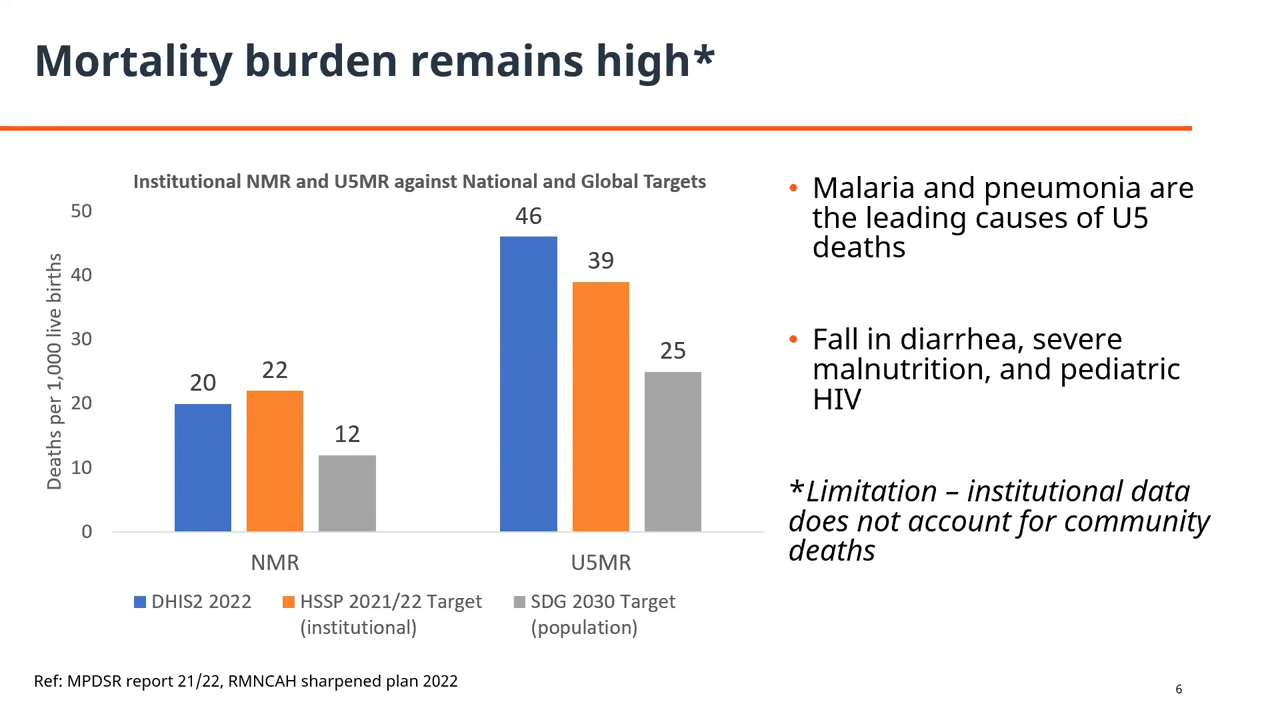 Mortality burden remains high*
Institutional NMR and U5MR against National and Global Targets
Deaths per 1,000 live births
50
40
30
20
10
0
20
22
12
46
39
25
NMR
U5MR
DHIS2 2022
HSSP 2021/22 Target
(institutional)
SDG 2030 Target
(population)
• Malaria and pneumonia are
the leading causes of U5
deaths
• Fall in diarrhea, severe
malnutrition, and pediatric
HIV
*Limitation – institutional data
does not account for community
deaths
Ref: MPDSR report 21/22, RMNCAH sharpened plan 2022
6